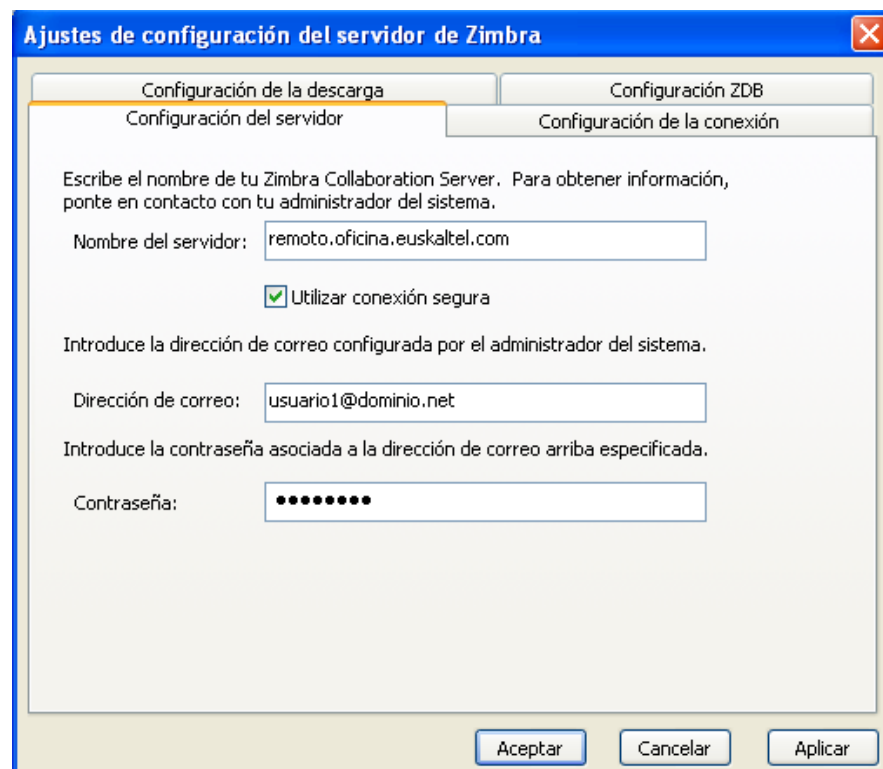 Ajustes de configuración del servidor de Zimbra
Configuración de la descarga
Configuración ZDB
Configuración del servidor
Configuración de la conexión
Escribe el nombre de tu Zimbra Collaboration Server. Para obtener información,
ponte en contacto con tu administrador del sistema.
Nombre del servidor: remoto.oficina.euskaltel.com
Utilizar conexión segura
Introduce la dirección de correo configurada por el administrador del sistema.
Dirección de correo: usuario1@dominio.net
Introduce la contraseña asociada a la dirección de correo arriba especificada.
Contraseña: ●●●●●●●●
Aceptar
Cancelar
Aplicar